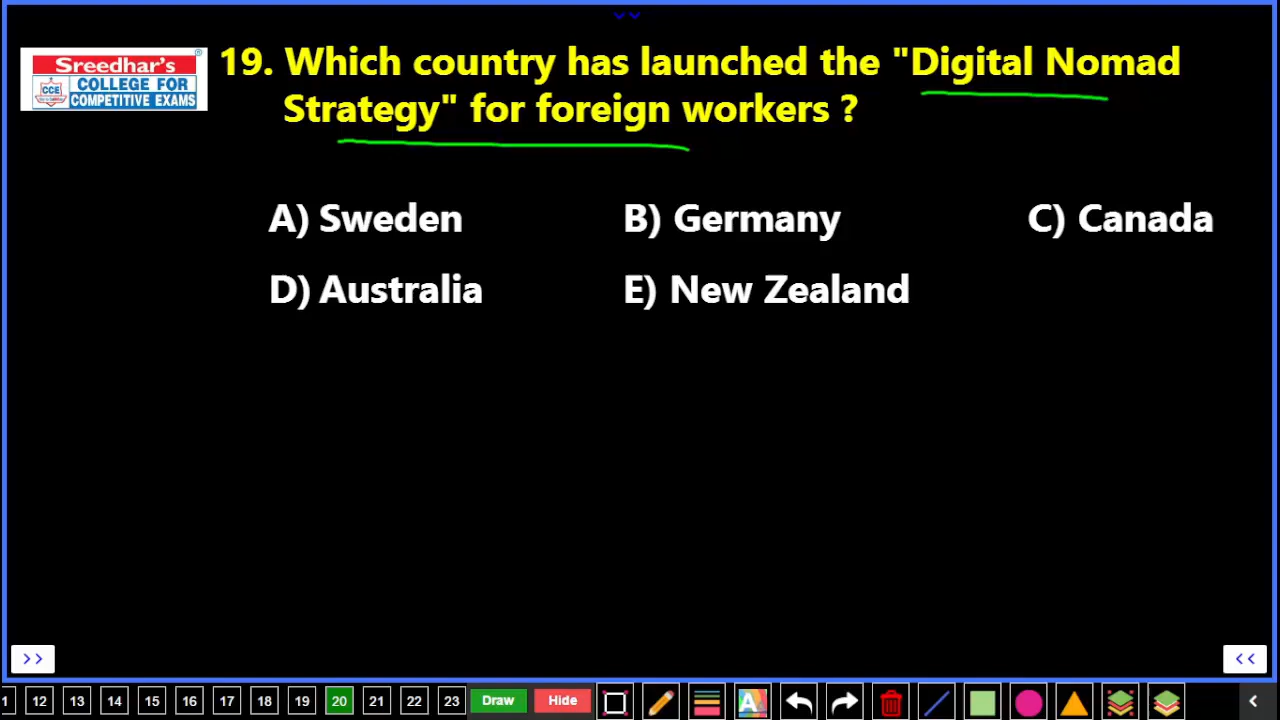 Sreedhar's
CCE
COLLEGE FOR
COMPETITIVE EXAMS
19. Which country has launched the "Digital Nomad
Strategy" for foreign workers ?
A) Sweden B) Germany C) Canada
D) Australia E) New Zealand
>> <<
1 12 13 14 15 16 17 18 19 20 21 22 23 Draw Hide A <